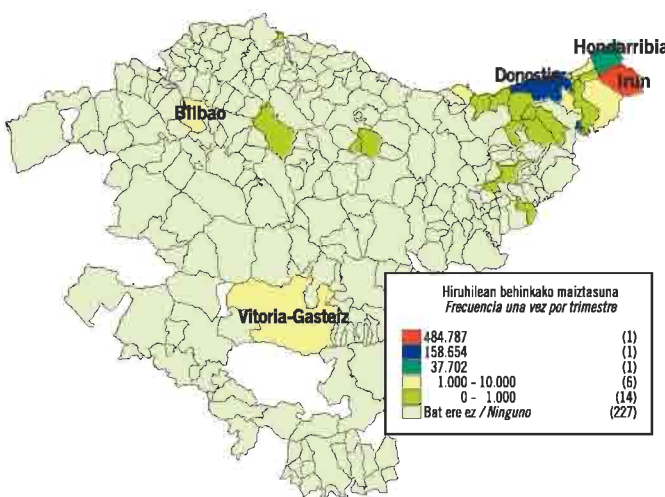 Hondarribia
Donostia
Irun
Bilbao
Vitoria-Gasteiz
Hiruhilean behinkako maiztasuna
Frecuencia una vez por trimestre
484.787 (1)
158.654 (1)
37.702 (1)
1.000 - 10.000 (6)
0 - 1.000 (14)
Bat ere ez / Ninguno (227)